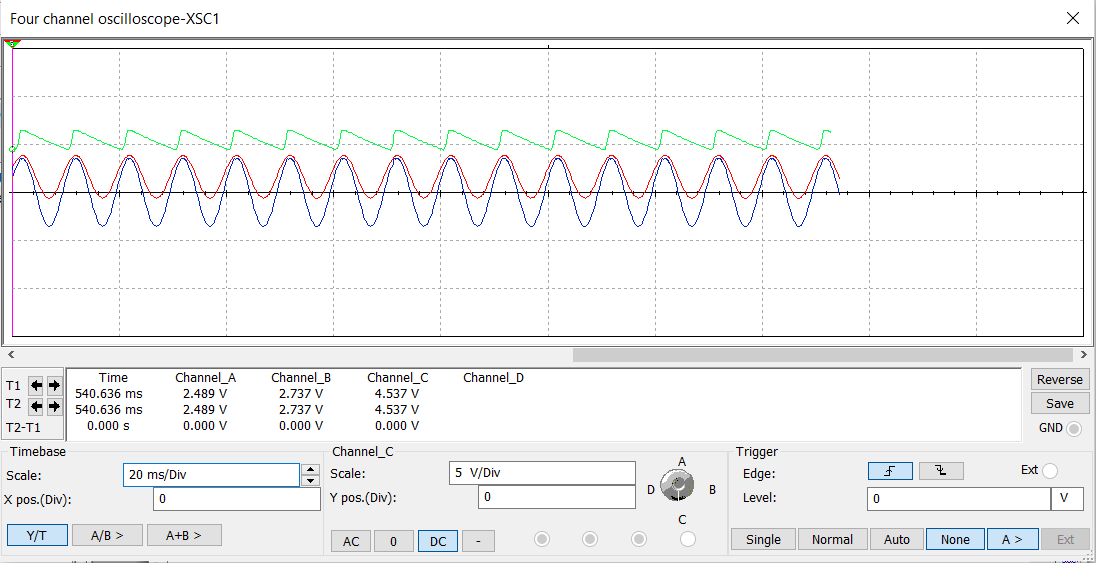 Four channel oscilloscope-XSC1
Time Channel_A Channel_B Channel_C Channel_D
T1 540.636 ms 2.489 V 2.737 V 4.537 V
T2 540.636 ms 2.489 V 2.737 V 4.537 V
T2-T1 0.000 s 0.000 V 0.000 V 0.000 V
Reverse
Save
GND
Timebase
Scale: 20 ms/Div
X pos.(Div): 0
Y/T A/B > A+B >
Channel_C
Scale: 5 V/Div
Y pos.(Div): 0
AC 0 DC -
A
D B
C
Trigger
Edge: Ext
Level: 0 V
Single Normal Auto None A > Ext